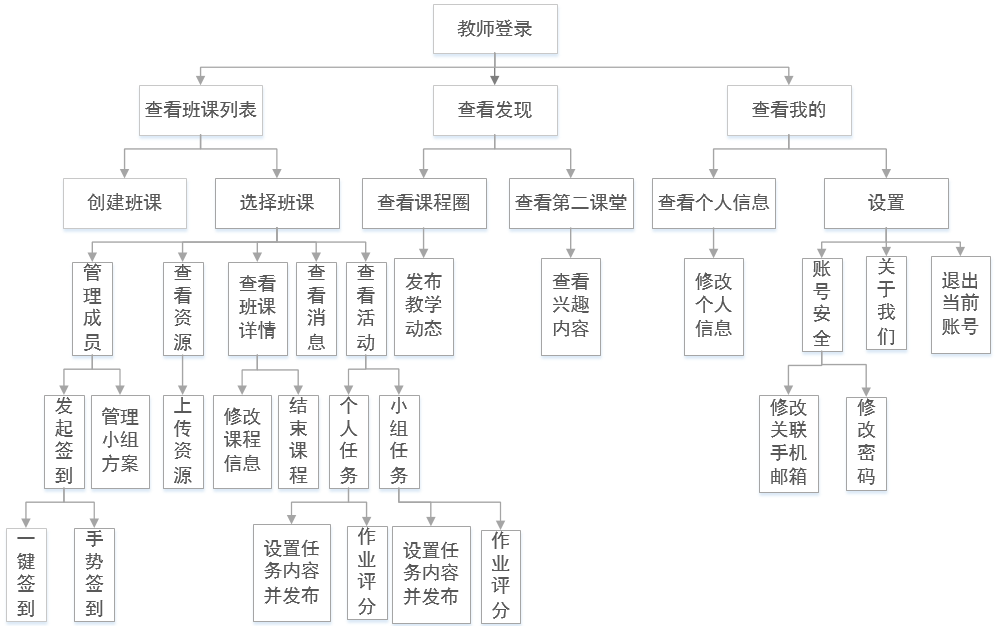 教师登录
查看班课列表
查看发现
查看我的
创建班课
选择班课
查看课程圈
查看第二课堂
查看个人信息
设置
管
理
成
员
查
看
资
源
查看
班课
详情
查
看
消
息
查
看
活
动
发布
教学
动态
查看
兴趣
内容
修改
个人
信息
账
号
安
全
关
于
我
们
退出
当前
账号
发
起
签
到
管理
小组
方案
上
传
资
源
修改
课程
信息
结
束
课
程
个
人
任
务
小
组
任
务
修改
关联
手机
邮箱
修
改
密
码
一
键
签
到
手
势
签
到
设置任
务内容
并发布
作
业
评
分
设置任
务内容
并发布
作
业
评
分